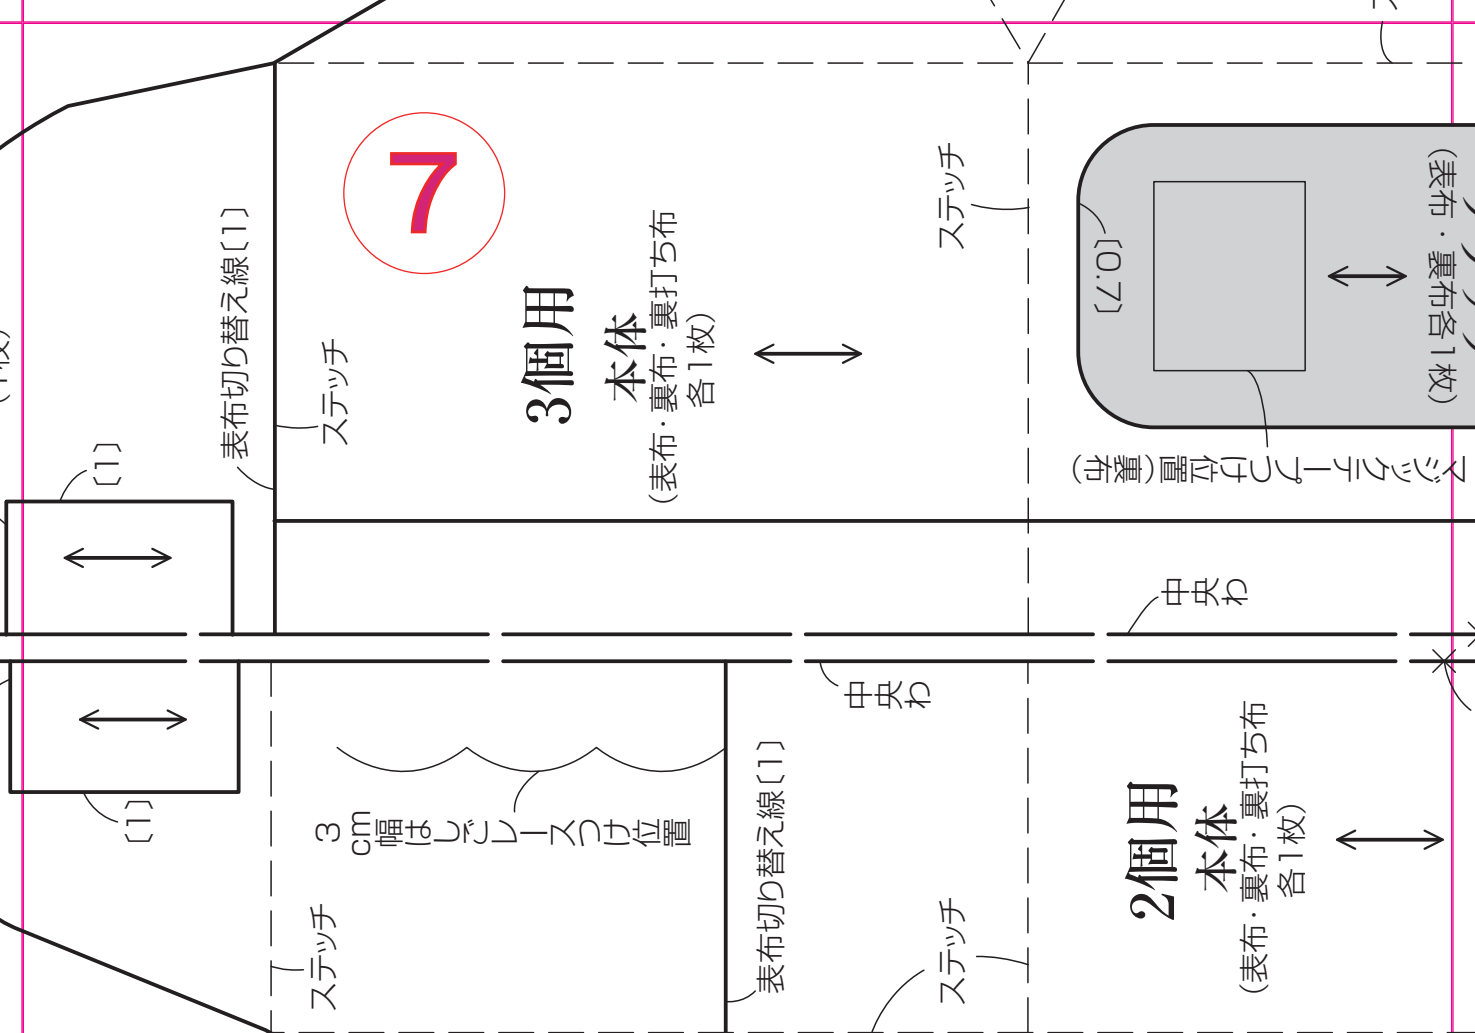 7
表布切り替え線〔1〕
ステッチ
3個用
本体
(表布・裏布・裏打ち布
各1枚)
ステッチ
〔0.7〕
(表布・裏布各1枚)
マジックテープつけ位置(裏布)
〔1〕
中央わ
中央わ
〔1〕
3cm幅はしごレースつけ位置
ステッチ
表布切り替え線〔1〕
ステッチ
2個用
本体
(表布・裏布・裏打ち布
各1枚)